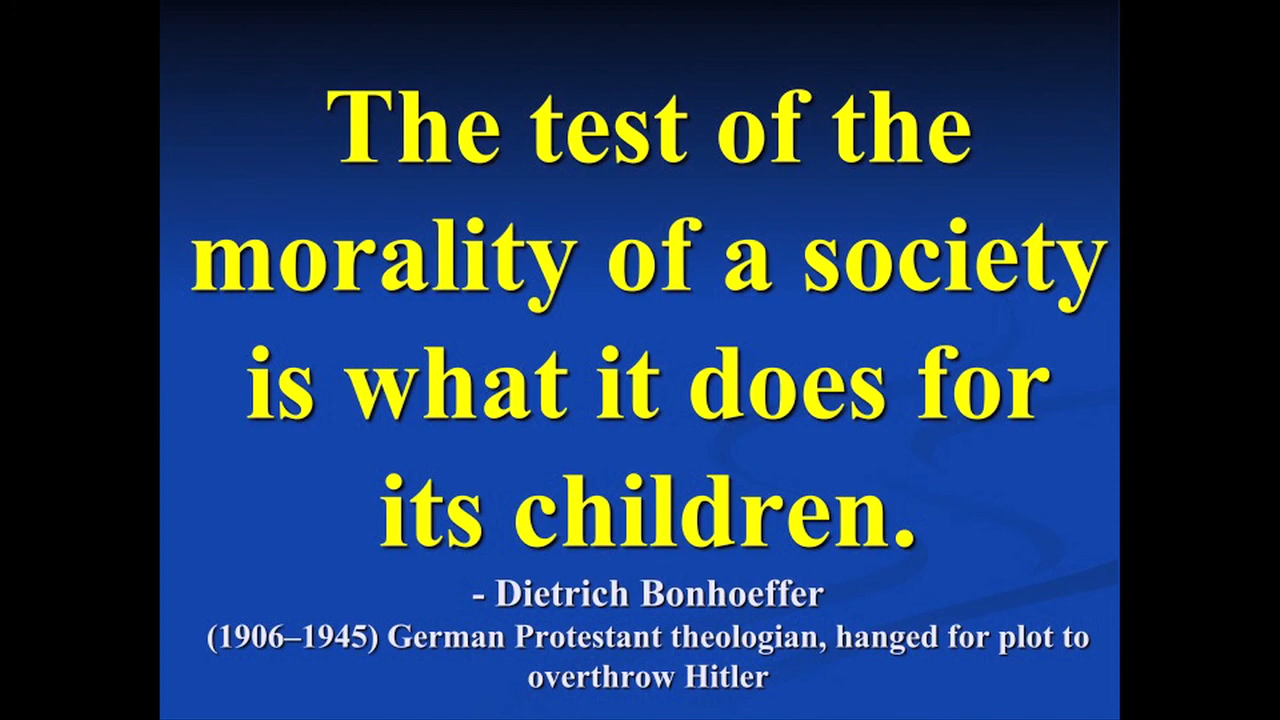 The test of the
morality of a society
is what it does for
its children.
- Dietrich Bonhoeffer
(1906–1945) German Protestant theologian, hanged for plot to
overthrow Hitler